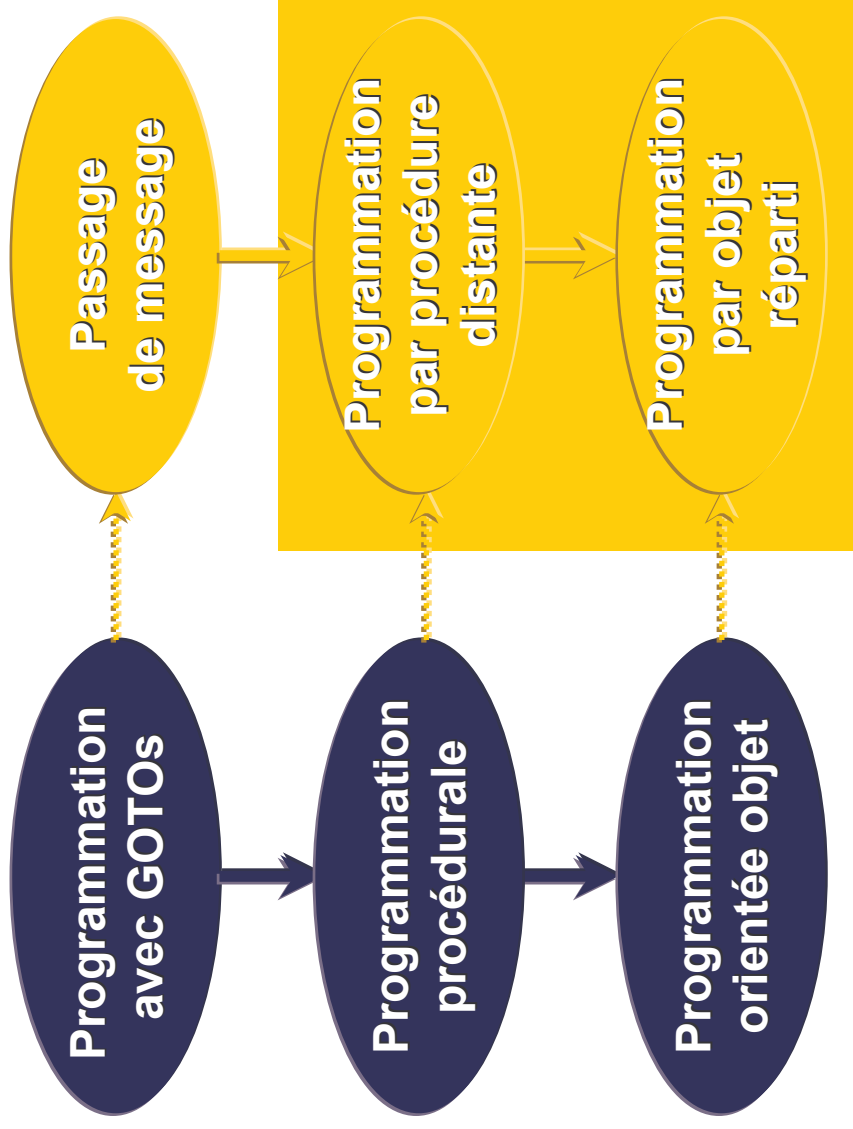 Programmation
avec GOTOs
Passage
de message
Programmation
procédurale
Programmation
par procédure
distante
Programmation
orientée objet
Programmation
par objet
réparti